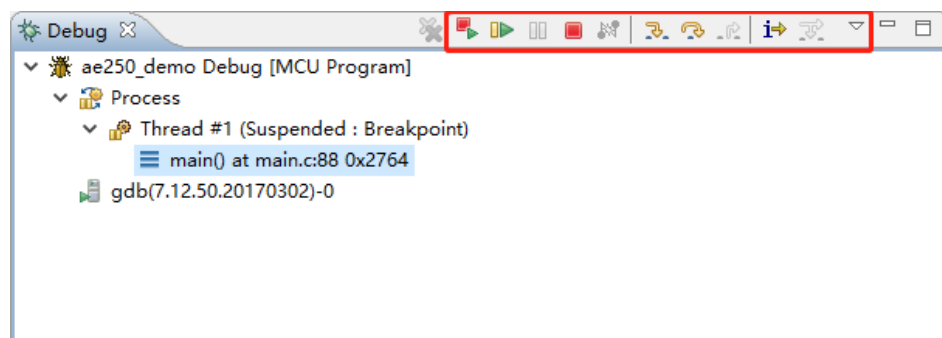 Debug
ae250_demo Debug [MCU Program]
Process
Thread #1 (Suspended : Breakpoint)
main() at main.c:88 0x2764
gdb(7.12.50.20170302)-0